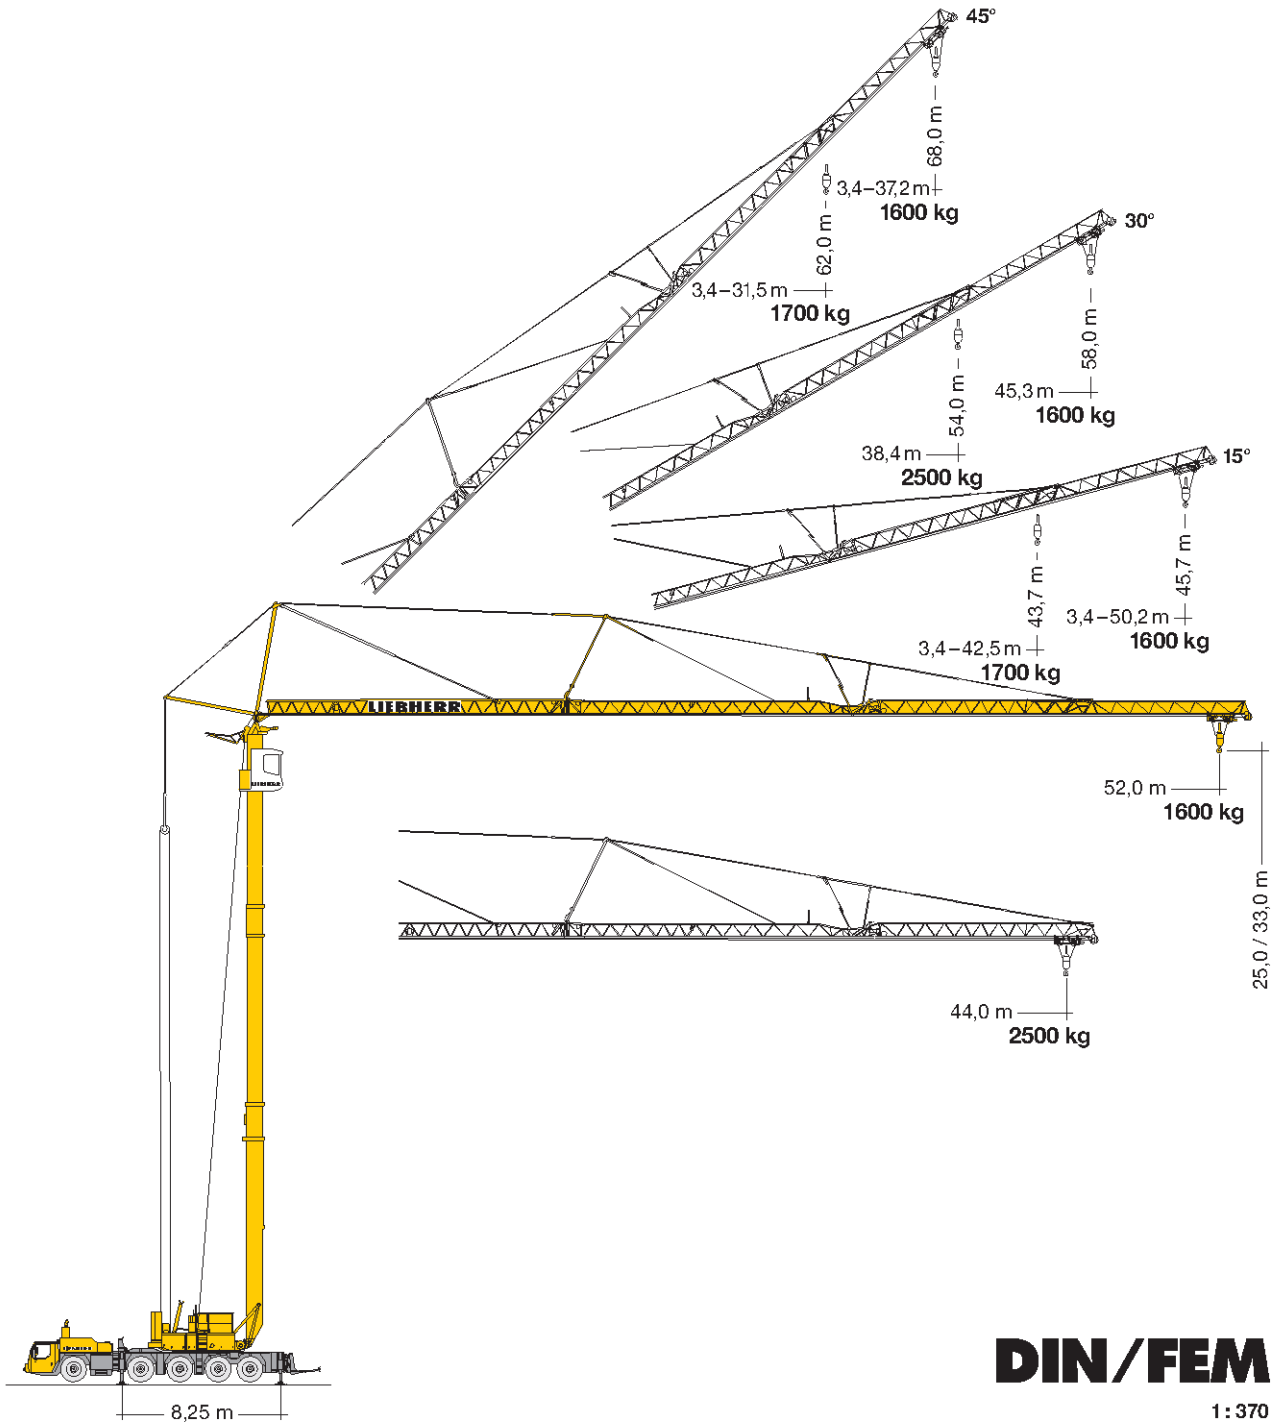 45°
68,0 m
3,4–37,2 m
1600 kg
62,0 m
3,4–31,5 m
1700 kg
30°
58,0 m
45,3 m
1600 kg
54,0 m
38,4 m
2500 kg
15°
45,7 m
3,4–50,2 m
1600 kg
43,7 m
3,4–42,5 m
1700 kg
LIEBHERR
LIEBHERR
52,0 m
1600 kg
25,0 / 33,0 m
44,0 m
2500 kg
LIEBHERR
8,25 m
DIN/FEM
1:370